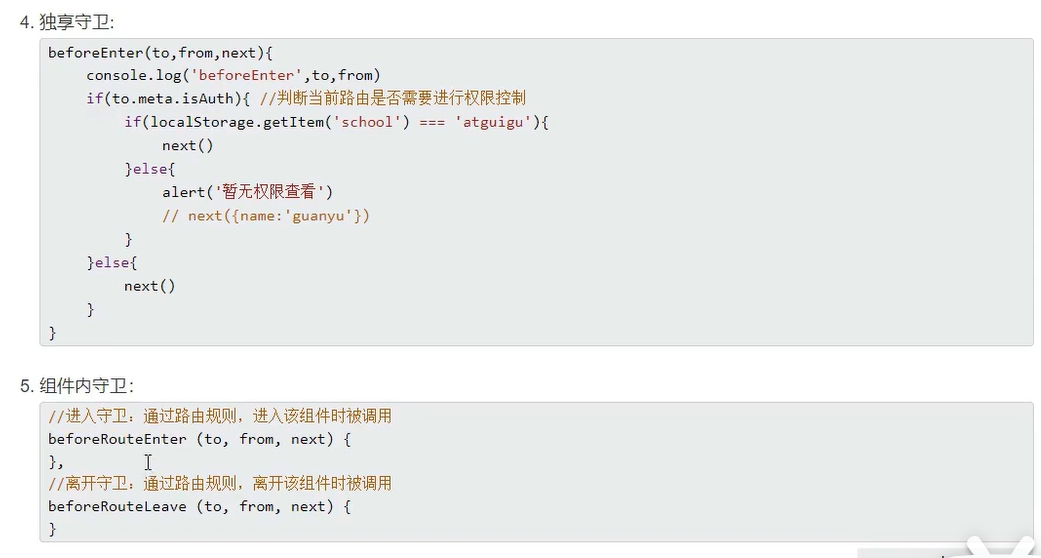 4. 独享守卫:
beforeEnter(to,from,next){
console.log('beforeEnter',to,from)
if(to.meta.isAuth){ //判断当前路由是否需要进行权限控制
if(localStorage.getItem('school') === 'atguigu'){
next()
}else{
alert('暂无权限查看')
// next({name:'guanyu'})
}
}else{
next()
}
}
5. 组件内守卫：
//进入守卫：通过路由规则，进入该组件时被调用
beforeRouteEnter (to, from, next) {
},
//离开守卫：通过路由规则，离开该组件时被调用
beforeRouteLeave (to, from, next) {
}